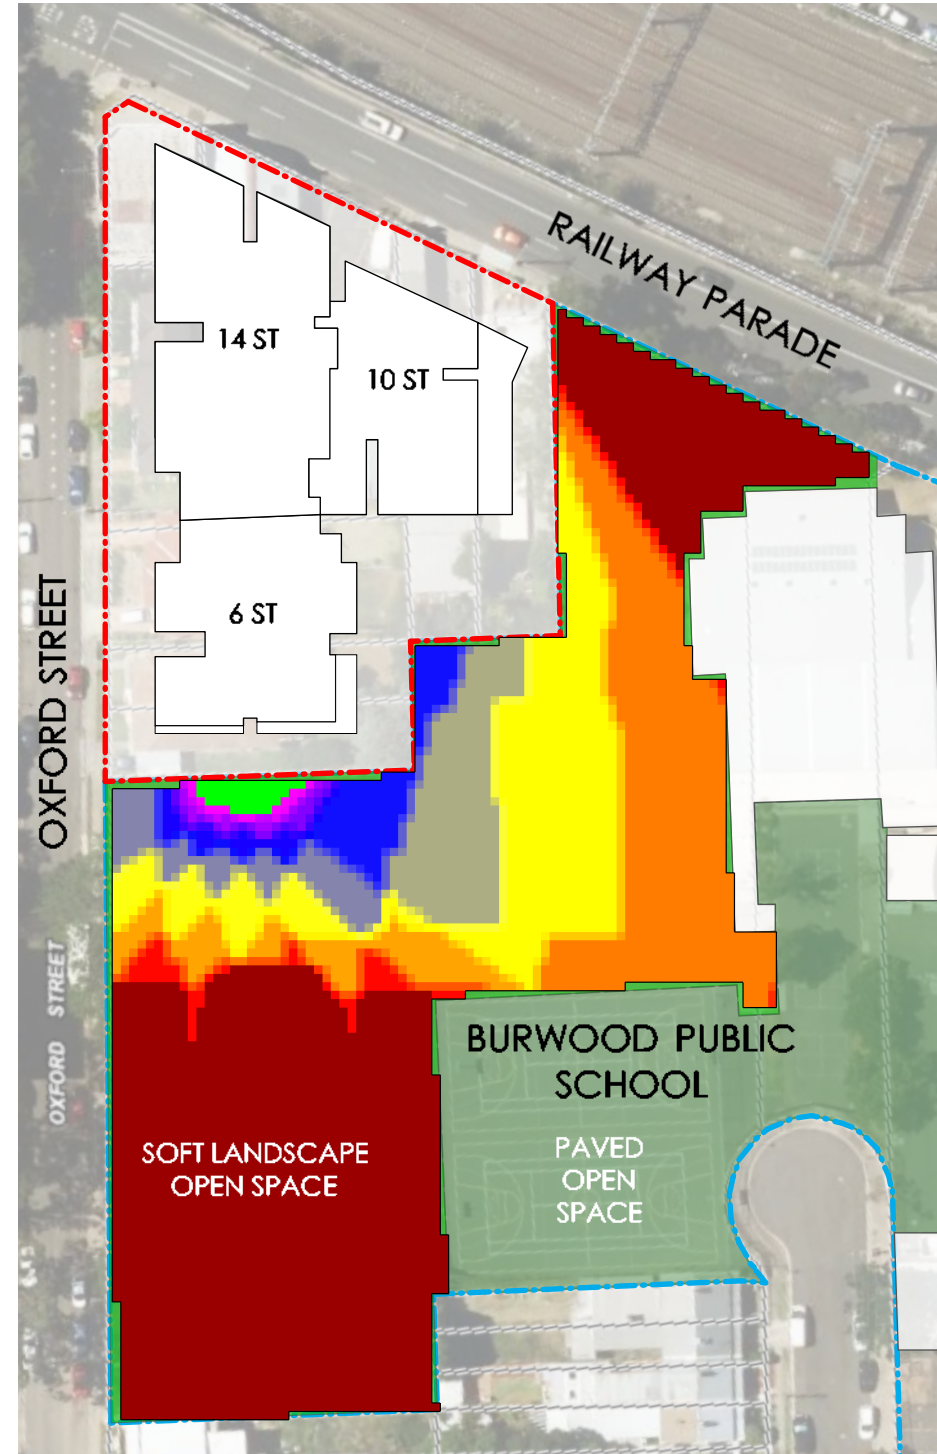 RAILWAY PARADE
14 ST
10 ST
6 ST
OXFORD STREET
OXFORD STREET
BURWOOD PUBLIC
SCHOOL
SOFT LANDSCAPE
OPEN SPACE
PAVED
OPEN
SPACE